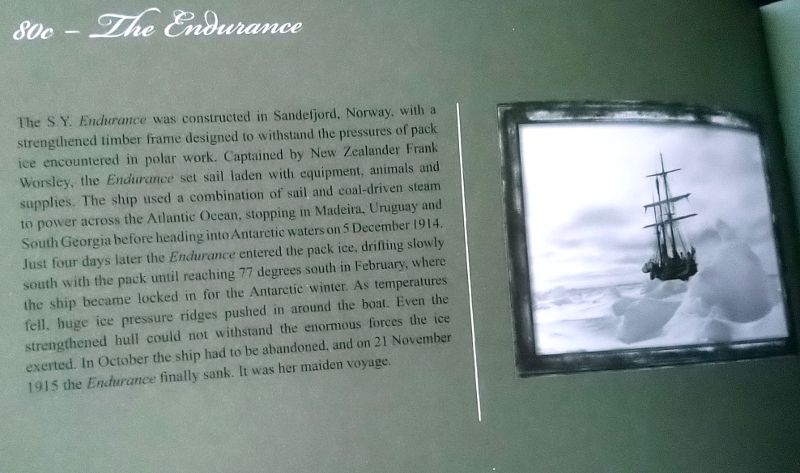 80c – The Endurance
The S.Y. Endurance was constructed in Sandefjord, Norway, with a
strengthened timber frame designed to withstand the pressures of pack
ice encountered in polar work. Captained by New Zealander Frank
Worsley, the Endurance set sail laden with equipment, animals and
supplies. The ship used a combination of sail and coal-driven steam
to power across the Atlantic Ocean, stopping in Madeira, Uruguay and
South Georgia before heading into Antarctic waters on 5 December 1914.
Just four days later the Endurance entered the pack ice, drifting slowly
south with the pack until reaching 77 degrees south in February, where
the ship became locked in for the Antarctic winter. As temperatures
fell, huge ice pressure ridges pushed in around the boat. Even the
strengthened hull could not withstand the enormous forces the ice
exerted. In October the ship had to be abandoned, and on 21 November
1915 the Endurance finally sank. It was her maiden voyage.